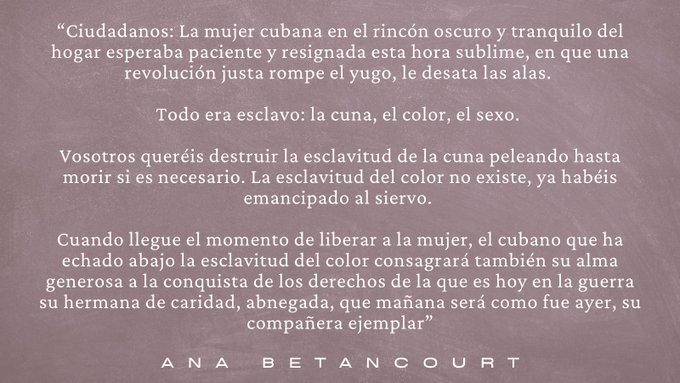 “Ciudadanos: La mujer cubana en el rincón oscuro y tranquilo del
hogar esperaba paciente y resignada esta hora sublime, en que una
revolución justa rompe el yugo, le desata las alas.
Todo era esclavo: la cuna, el color, el sexo.
Vosotros queréis destruir la esclavitud de la cuna peleando hasta
morir si es necesario. La esclavitud del color no existe, ya habéis
emancipado al siervo.
Cuando llegue el momento de liberar a la mujer, el cubano que ha
echado abajo la esclavitud del color consagrará también su alma
generosa a la conquista de los derechos de la que es hoy en la guerra
su hermana de caridad, abnegada, que mañana será como fue ayer, su
compañera ejemplar”
ANA BETANCOURT